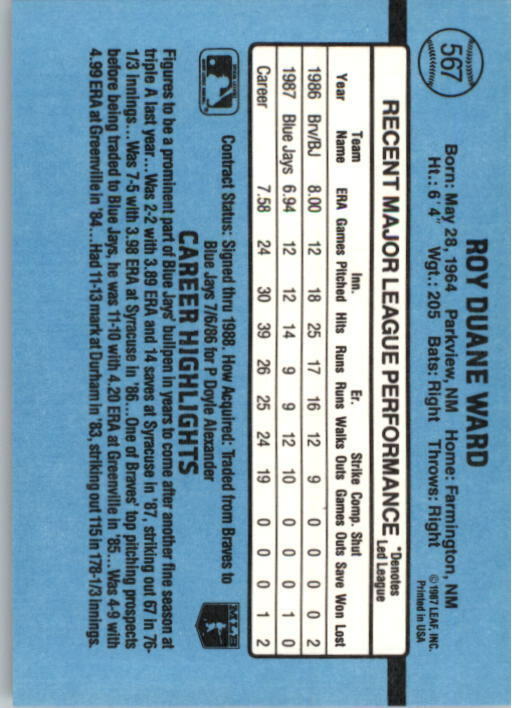 567
ROY DUANE WARD
Born: May 28, 1964 Parkview, NM Home: Farmington, NM
Ht.: 6' 4" Wgt.: 205 Bats: Right Throws: Right
© 1987 LEAF, INC.
Printed in USA
RECENT MAJOR LEAGUE PERFORMANCE
*Denotes
Led League
Team Inn. Er. Strike Comp. Shut
Year Name ERA Games Pitched Hits Runs Runs Walks Outs Games Outs Save Won Lost
1986 Brv/BJ 8.00 12 18 25 17 16 12 9 0 0 0 0 2
1987 Blue Jays 6.94 12 12 14 9 9 12 10 0 0 0 1 0
Career 7.58 24 30 39 26 25 24 19 0 0 0 1 2
Contract Status: Signed thru 1988. How Acquired: Traded from Braves to
Blue Jays 7/6/86 for P Doyle Alexander
MLB
CAREER HIGHLIGHTS
Figures to be a prominent part of Blue Jays' bullpen in years to come after another fine season at
triple A last year... Was 2-2 with 3.89 ERA and 14 saves at Syracuse in '87, striking out 67 in 76-
1/3 innings... Was 7-5 with 3.98 ERA at Syracuse in '86... One of Braves' top pitching prospects
before being traded to Blue Jays, he was 11-10 with 4.20 ERA at Greenville in '85... Was 4-9 with
4.99 ERA at Greenville in '84... Had 11-13 mark at Durham in '83, striking out 115 in 178-1/3 innings.